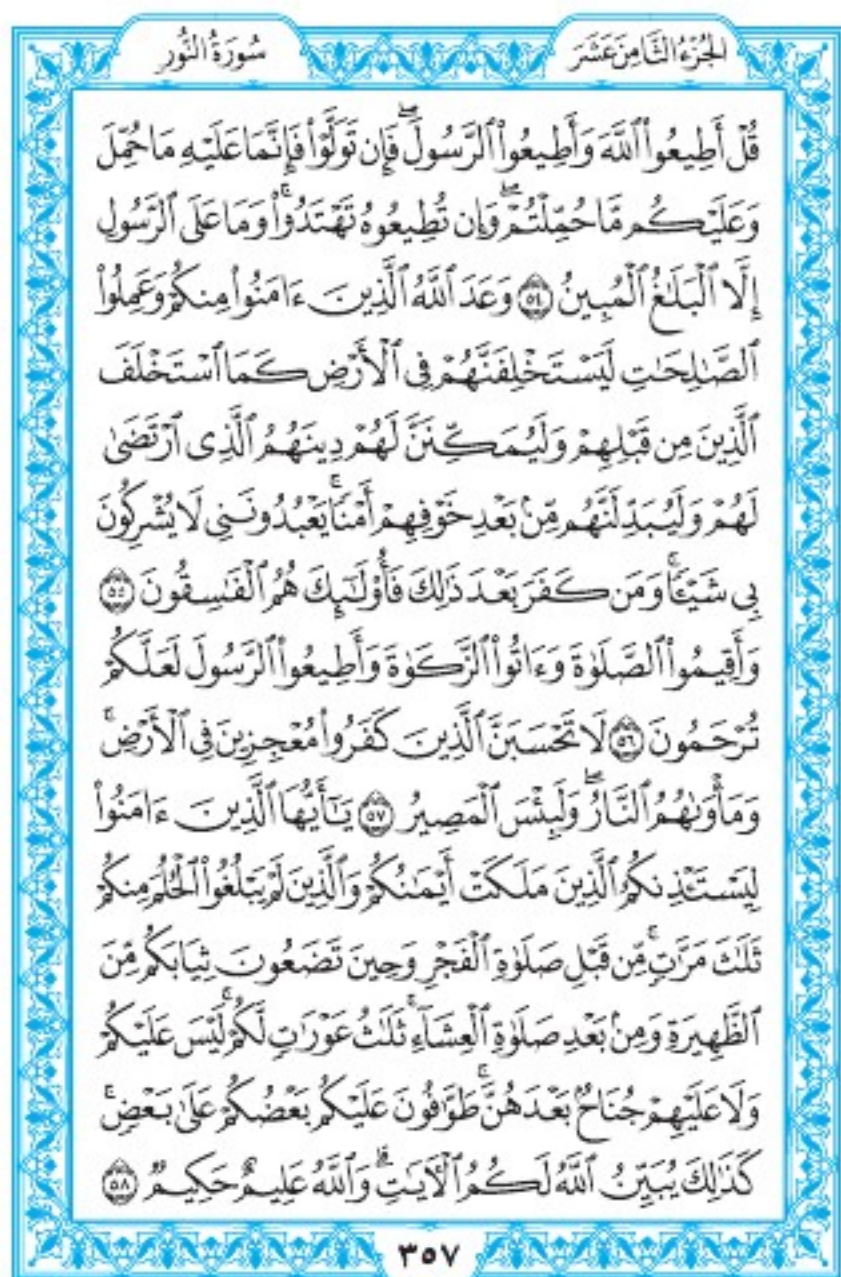 الجُزْءُ الثَّامِنَ عَشَرَ
سُورَةُ النُّورِ
قُلۡ أَطِيعُواْ ٱللَّهَ وَأَطِيعُواْ ٱلرَّسُولَۖ فَإِن تَوَلَّوۡاْ فَإِنَّمَا عَلَيۡهِ مَا حُمِّلَ
وَعَلَيۡكُم مَّا حُمِّلۡتُمۡۖ وَإِن تُطِيعُوهُ تَهۡتَدُواْۚ وَمَا عَلَى ٱلرَّسُولِ
إِلَّا ٱلۡبَلَٰغُ ٱلۡمُبِينُ ٥٤ وَعَدَ ٱللَّهُ ٱلَّذِينَ ءَامَنُواْ مِنكُمۡ وَعَمِلُواْ
ٱلصَّٰلِحَٰتِ لَيَسۡتَخۡلِفَنَّهُمۡ فِي ٱلۡأَرۡضِ كَمَا ٱسۡتَخۡلَفَ
ٱلَّذِينَ مِن قَبۡلِهِمۡ وَلَيُمَكِّنَنَّ لَهُمۡ دِينَهُمُ ٱلَّذِي ٱرۡتَضَىٰ
لَهُمۡ وَلَيُبَدِّلَنَّهُم مِّنۢ بَعۡدِ خَوۡفِهِمۡ أَمۡنٗاۚ يَعۡبُدُونَنِي لَا يُشۡرِكُونَ
بِي شَيۡـٔٗاۚ وَمَن كَفَرَ بَعۡدَ ذَٰلِكَ فَأُوْلَٰٓئِكَ هُمُ ٱلۡفَٰسِقُونَ ٥٥
وَأَقِيمُواْ ٱلصَّلَوٰةَ وَءَاتُواْ ٱلزَّكَوٰةَ وَأَطِيعُواْ ٱلرَّسُولَ لَعَلَّكُمۡ
تُرۡحَمُونَ ٥٦ لَا تَحۡسَبَنَّ ٱلَّذِينَ كَفَرُواْ مُعۡجِزِينَ فِي ٱلۡأَرۡضِۚ
وَمَأۡوَىٰهُمُ ٱلنَّارُۖ وَلَبِئۡسَ ٱلۡمَصِيرُ ٥٧ يَٰٓأَيُّهَا ٱلَّذِينَ ءَامَنُواْ
لِيَسۡتَـٔۡذِنكُمُ ٱلَّذِينَ مَلَكَتۡ أَيۡمَٰنُكُمۡ وَٱلَّذِينَ لَمۡ يَبۡلُغُواْ ٱلۡحُلُمَ مِنكُمۡ
ثَلَٰثَ مَرَّٰتٖۚ مِّن قَبۡلِ صَلَوٰةِ ٱلۡفَجۡرِ وَحِينَ تَضَعُونَ ثِيَابَكُم مِّنَ
ٱلظَّهِيرَةِ وَمِنۢ بَعۡدِ صَلَوٰةِ ٱلۡعِشَآءِۚ ثَلَٰثُ عَوۡرَٰتٖ لَّكُمۡۚ لَيۡسَ عَلَيۡكُمۡ
وَلَا عَلَيۡهِمۡ جُنَاحُۢ بَعۡدَهُنَّۚ طَوَّٰفُونَ عَلَيۡكُم بَعۡضُكُمۡ عَلَىٰ بَعۡضٖۚ
كَذَٰلِكَ يُبَيِّنُ ٱللَّهُ لَكُمُ ٱلۡأٓيَٰتِۗ وَٱللَّهُ عَلِيمٌ حَكِيمٞ ٥٨
٣٥٧